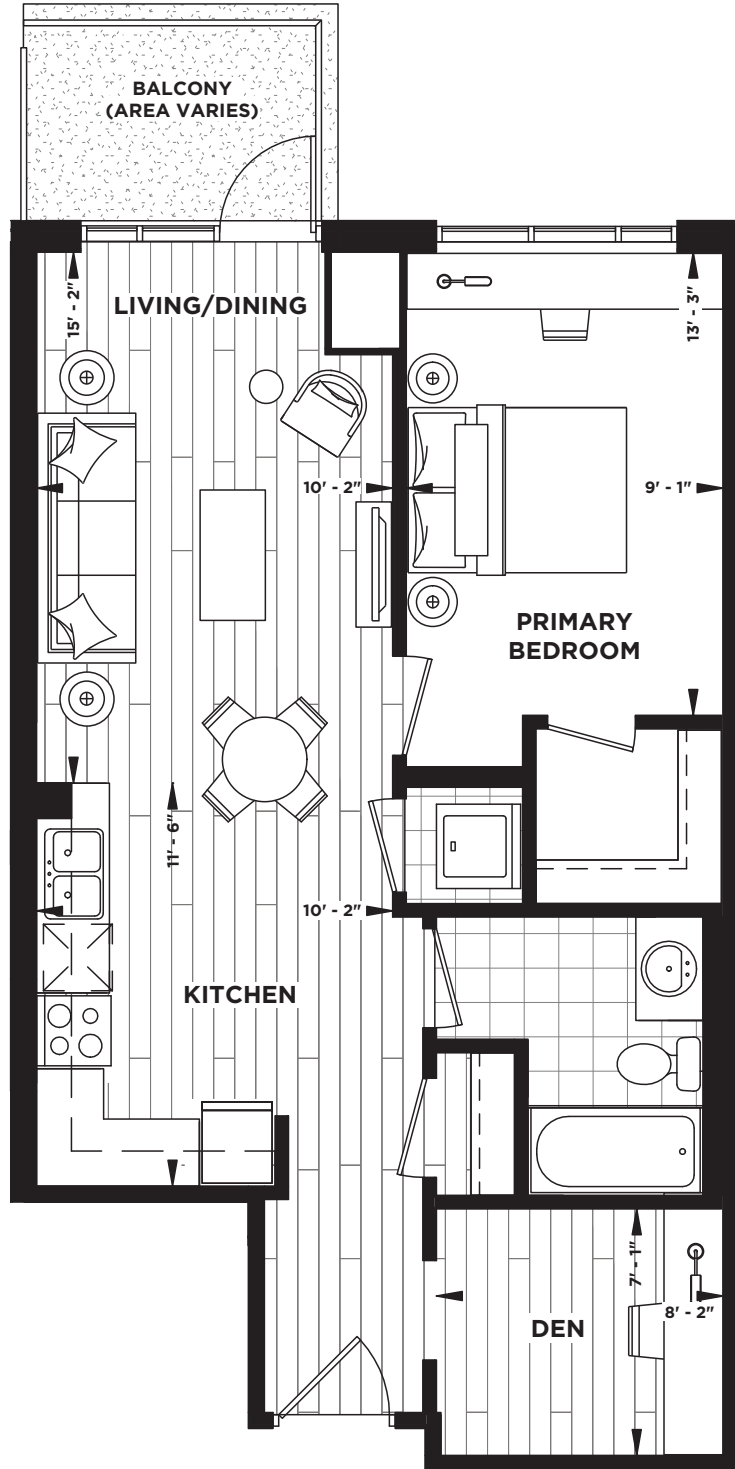 BALCONY
(AREA VARIES)
LIVING/DINING
15' - 2"
13' - 3"
10' - 2"
9' - 1"
PRIMARY
BEDROOM
11' - 6"
10' - 2"
KITCHEN
7' - 1"
8' - 2"
DEN